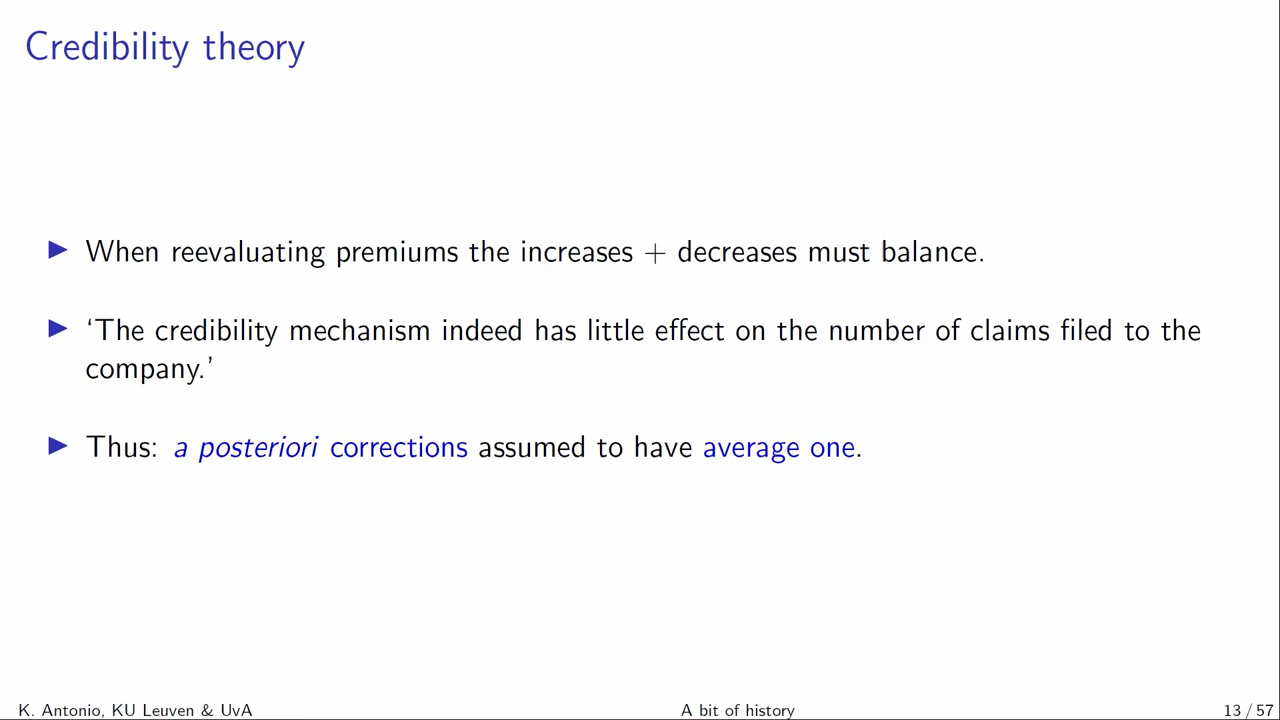 Credibility theory
When reevaluating premiums the increases + decreases must balance.
‘The credibility mechanism indeed has little effect on the number of claims filed to the
company.’
Thus: a posteriori corrections assumed to have average one.
K. Antonio, KU Leuven & UvA
A bit of history
13 / 57